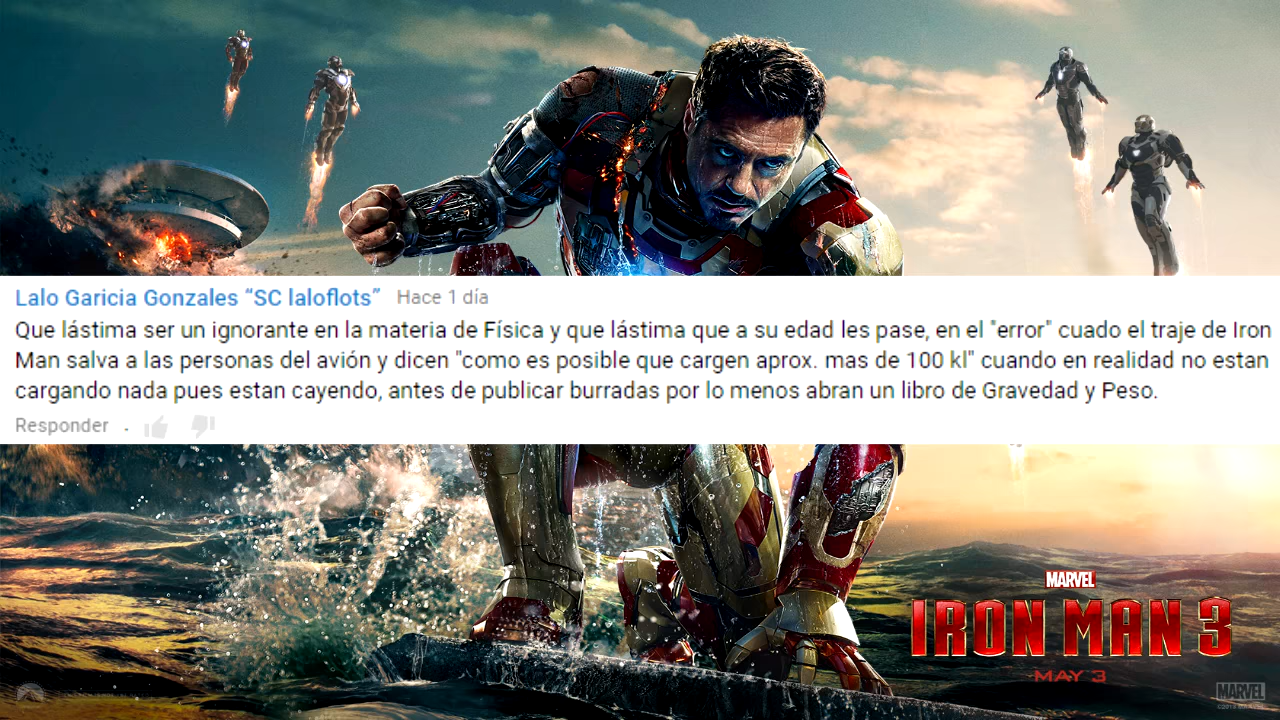 Lalo Garicia Gonzales “SC laloflots” Hace 1 día
Que lástima ser un ignorante en la materia de Física y que lástima que a su edad les pase, en el "error" cuado el traje de Iron
Man salva a las personas del avión y dicen "como es posible que cargen aprox. mas de 100 kl" cuando en realidad no estan
cargando nada pues estan cayendo, antes de publicar burradas por lo menos abran un libro de Gravedad y Peso.
Responder .
MARVEL
IRON MAN 3
MAY 3
MARVEL